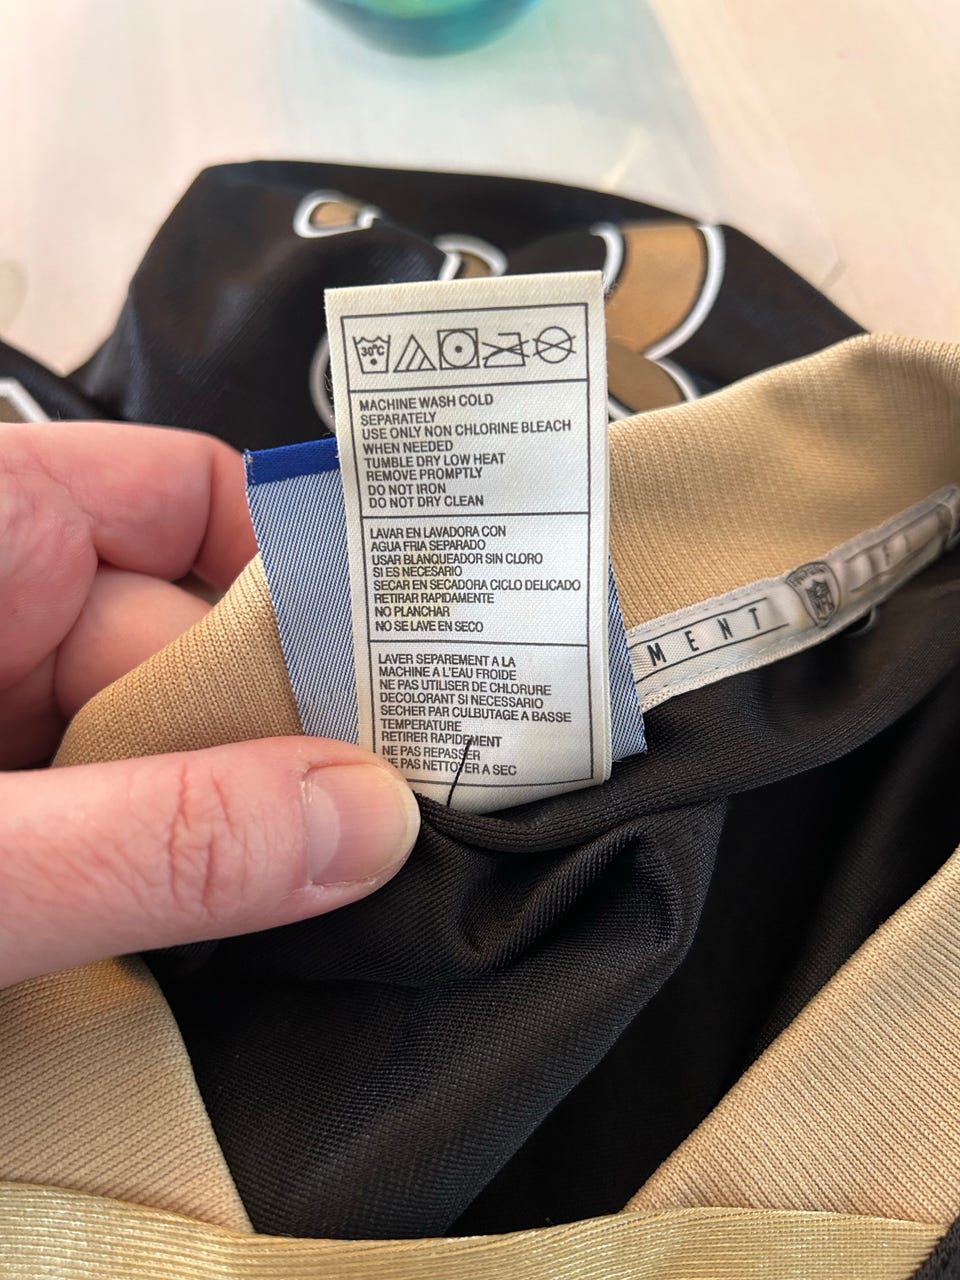 30°C
MACHINE WASH COLD
SEPARATELY
USE ONLY NON CHLORINE BLEACH
WHEN NEEDED
TUMBLE DRY LOW HEAT
REMOVE PROMPTLY
DO NOT IRON
DO NOT DRY CLEAN
LAVAR EN LAVADORA CON
AGUA FRIA SEPARADO
USAR BLANQUEADOR SIN CLORO
SI ES NECESARIO
SECAR EN SECADORA CICLO DELICADO
RETIRAR RAPIDAMENTE
NO PLANCHAR
NO SE LAVE EN SECO
LAVER SEPAREMENT A LA
MACHINE A L'EAU FROIDE
NE PAS UTILISER DE CHLORURE
DECOLORANT SI NECESSARIO
SECHER PAR CULBUTAGE A BASSE
TEMPERATURE
RETIRER RAPIDEMENT
NE PAS REPASSER
NE PAS NETTOYER A SEC
MENT